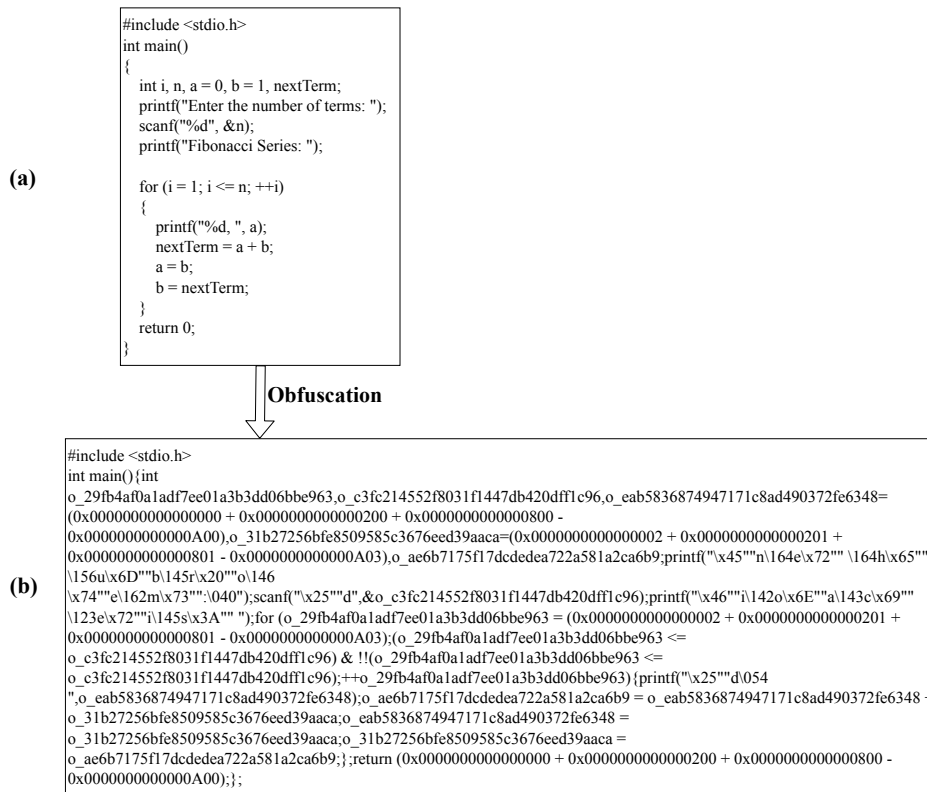 #include <stdio.h>
int main()
{
int i, n, a = 0, b = 1, nextTerm;
printf("Enter the number of terms: ");
scanf("%d", &n);
printf("Fibonacci Series: ");
(a)
for (i = 1; i <= n; ++i)
{
printf("%d, ", a);
nextTerm = a + b;
a = b;
b = nextTerm;
}
return 0;
}
Obfuscation
#include <stdio.h>
int main(){int
o_29fb4af0a1adf7ee01a3b3dd06bbe963,o_c3fc214552f8031f1447db420dff1c96,o_eab5836874947171c8ad490372fe6348=
(0x0000000000000000 + 0x0000000000000200 + 0x0000000000000800 -
0x0000000000000A00),o_31b27256bfe8509585c3676eed39aaca=(0x0000000000000002 + 0x0000000000000201 +
0x0000000000000801 - 0x0000000000000A03),o_ae6b7175f17dcdedea722a581a2ca6b9;printf("\x45""n\164e\x72"" \164h\x65""
\156u\x6D""b\145r\x20""o\146
(b)
\x74""e\162m\x73"":\040");scanf("\x25""d",&o_c3fc214552f8031f1447db420dff1c96);printf("\x46""i\142o\x6E""a\143c\x69""
\123e\x72""i\145s\x3A"" ");for (o_29fb4af0a1adf7ee01a3b3dd06bbe963 = (0x0000000000000002 + 0x0000000000000201 +
0x0000000000000801 - 0x0000000000000A03);(o_29fb4af0a1adf7ee01a3b3dd06bbe963 <=
o_c3fc214552f8031f1447db420dff1c96) & !!(o_29fb4af0a1adf7ee01a3b3dd06bbe963 <=
o_c3fc214552f8031f1447db420dff1c96);++o_29fb4af0a1adf7ee01a3b3dd06bbe963){printf("\x25""d\054
",o_eab5836874947171c8ad490372fe6348);o_ae6b7175f17dcdedea722a581a2ca6b9 = o_eab5836874947171c8ad490372fe6348 +
o_31b27256bfe8509585c3676eed39aaca;o_eab5836874947171c8ad490372fe6348 =
o_31b27256bfe8509585c3676eed39aaca;o_31b27256bfe8509585c3676eed39aaca =
o_ae6b7175f17dcdedea722a581a2ca6b9;};return (0x0000000000000000 + 0x0000000000000200 + 0x0000000000000800 -
0x0000000000000A00);};